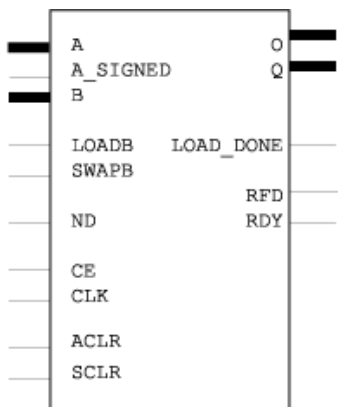 A O
A_SIGNED Q
B
LOADB LOAD_DONE
SWAPB
RFD
ND RDY
CE
CLK
ACLR
SCLR